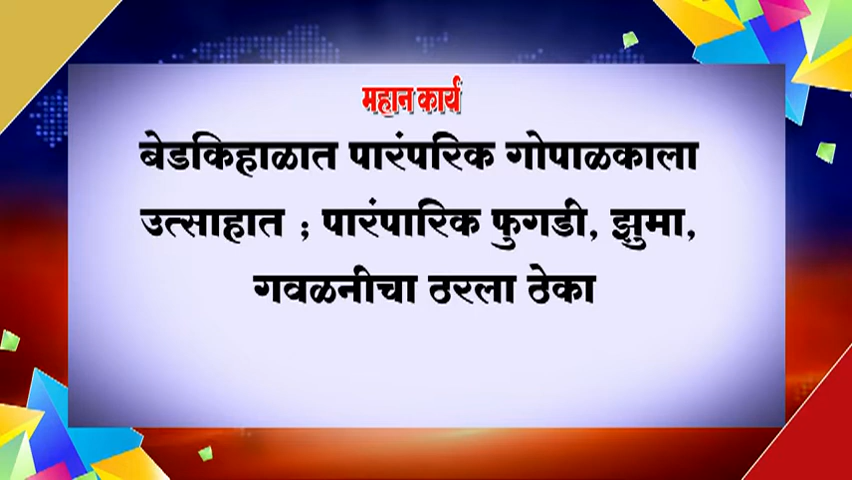 महान कार्य
बेडकिहाळात पारंपरिक गोपाळकाला
उत्साहात ; पारंपारिक फुगडी, झुमा,
गवळनीचा ठरला ठेका